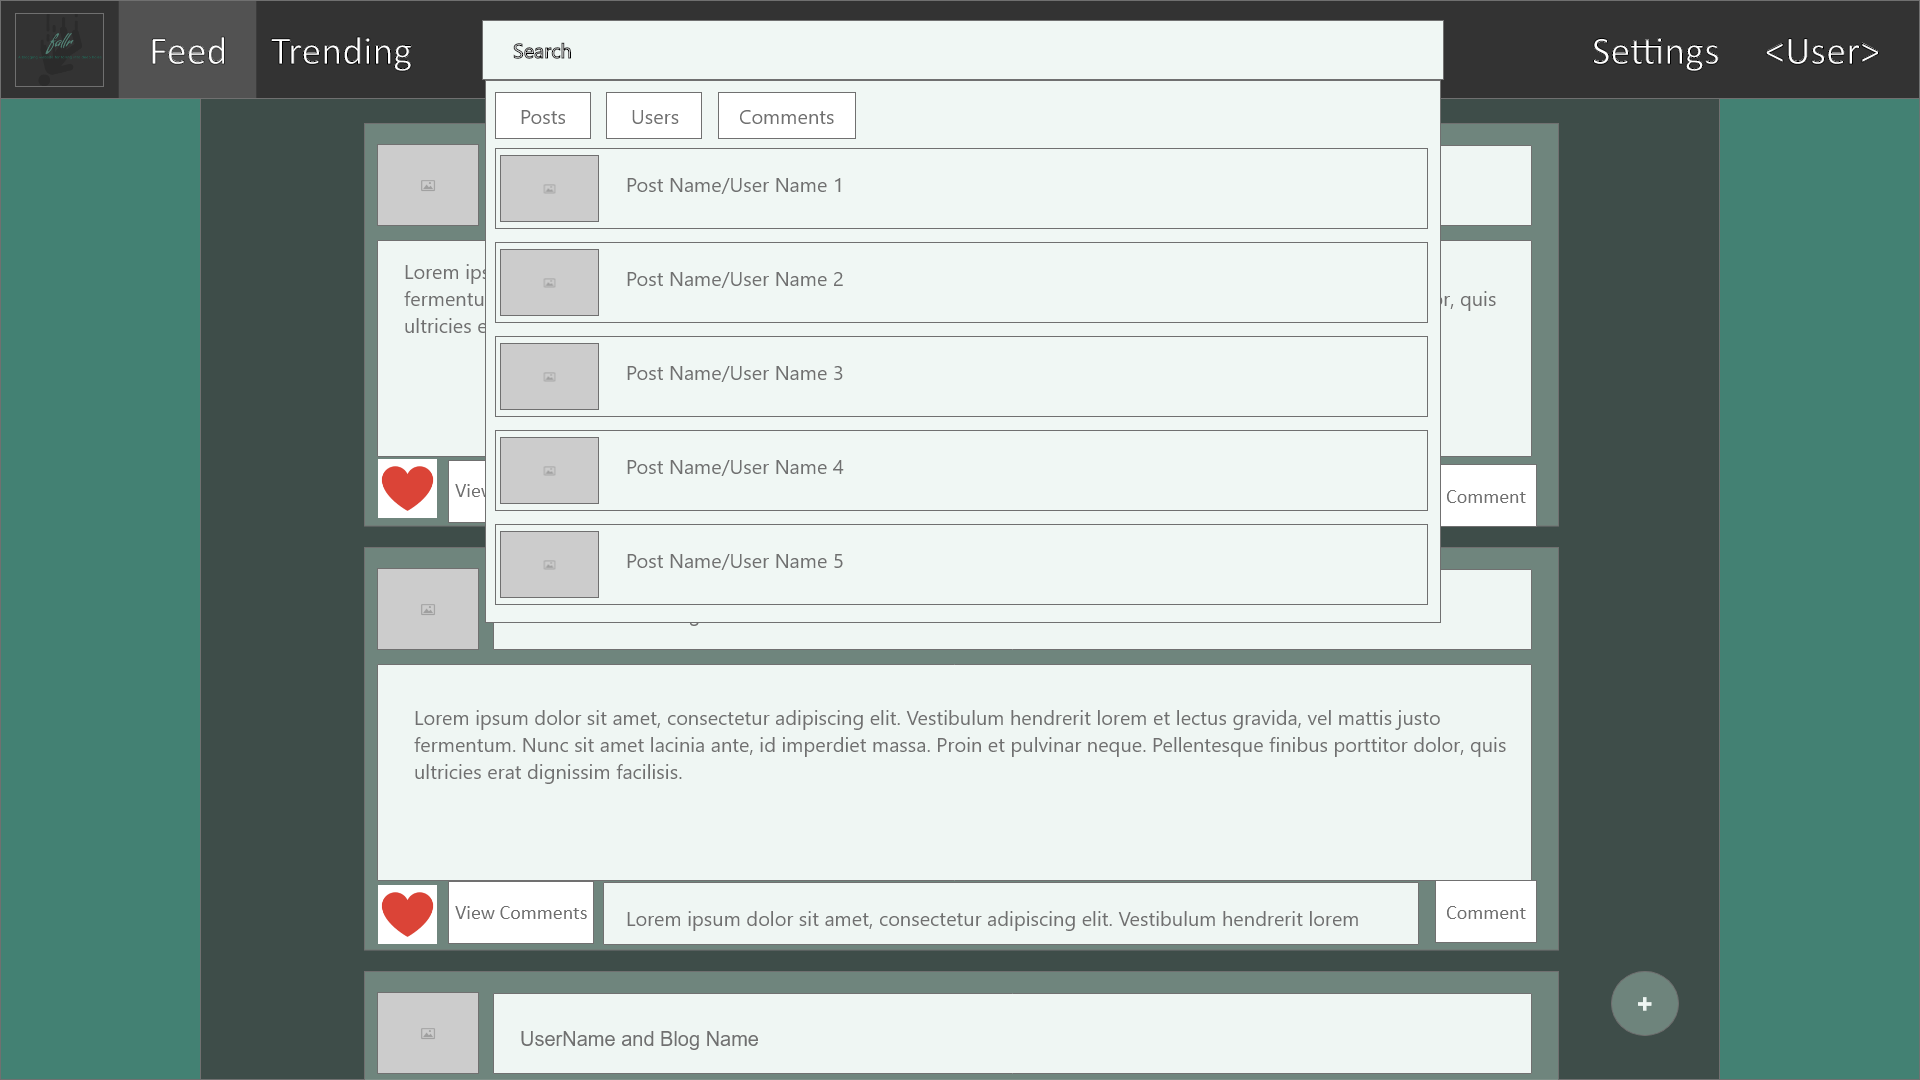 fallr
Feed
Trending
Search
Settings
<User>
Posts
Users
Comments
Post Name/User Name 1
Post Name/User Name 2
Post Name/User Name 3
Post Name/User Name 4
Post Name/User Name 5
Lorem ips
fermentu
r, quis
ultricies e
Vie
Comment
Lorem ipsum dolor sit amet, consectetur adipiscing elit. Vestibulum hendrerit lorem et lectus gravida, vel mattis justo
fermentum. Nunc sit amet lacinia ante, id imperdiet massa. Proin et pulvinar neque. Pellentesque finibus porttitor dolor, quis
ultricies erat dignissim facilisis.
View Comments
Lorem ipsum dolor sit amet, consectetur adipiscing elit. Vestibulum hendrerit lorem
Comment
UserName and Blog Name
+